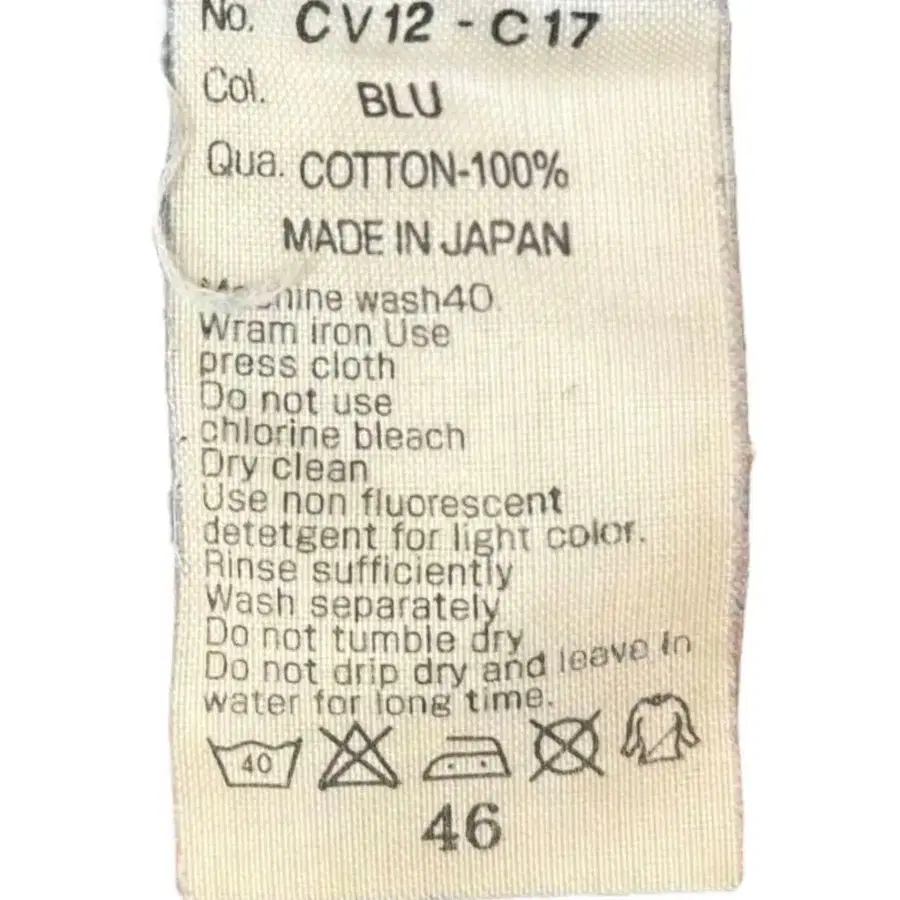 No. CV12 - C17
Col. BLU
Qua. COTTON-100%
MADE IN JAPAN
Machine wash40.
Wram iron Use
press cloth
Do not use
chlorine bleach
Dry clean
Use non fluorescent
detetgent for light color.
Rinse sufficiently
Wash separately
Do not tumble dry
Do not drip dry and leave in
water for long time.
40
46